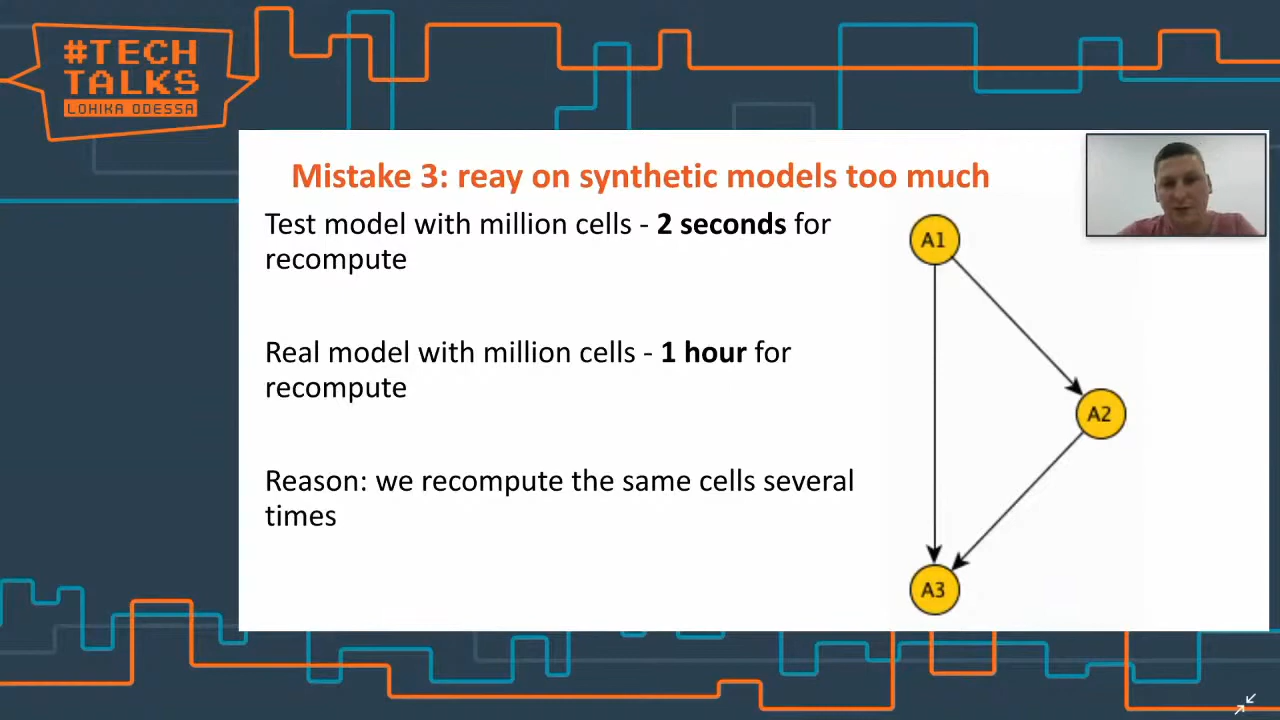 #TECH
TALKS
LOHIKA ODESSA
Mistake 3: reay on synthetic models too much
Test model with million cells - 2 seconds for
recompute
Real model with million cells - 1 hour for
recompute
Reason: we recompute the same cells several
times
A1
A2
A3